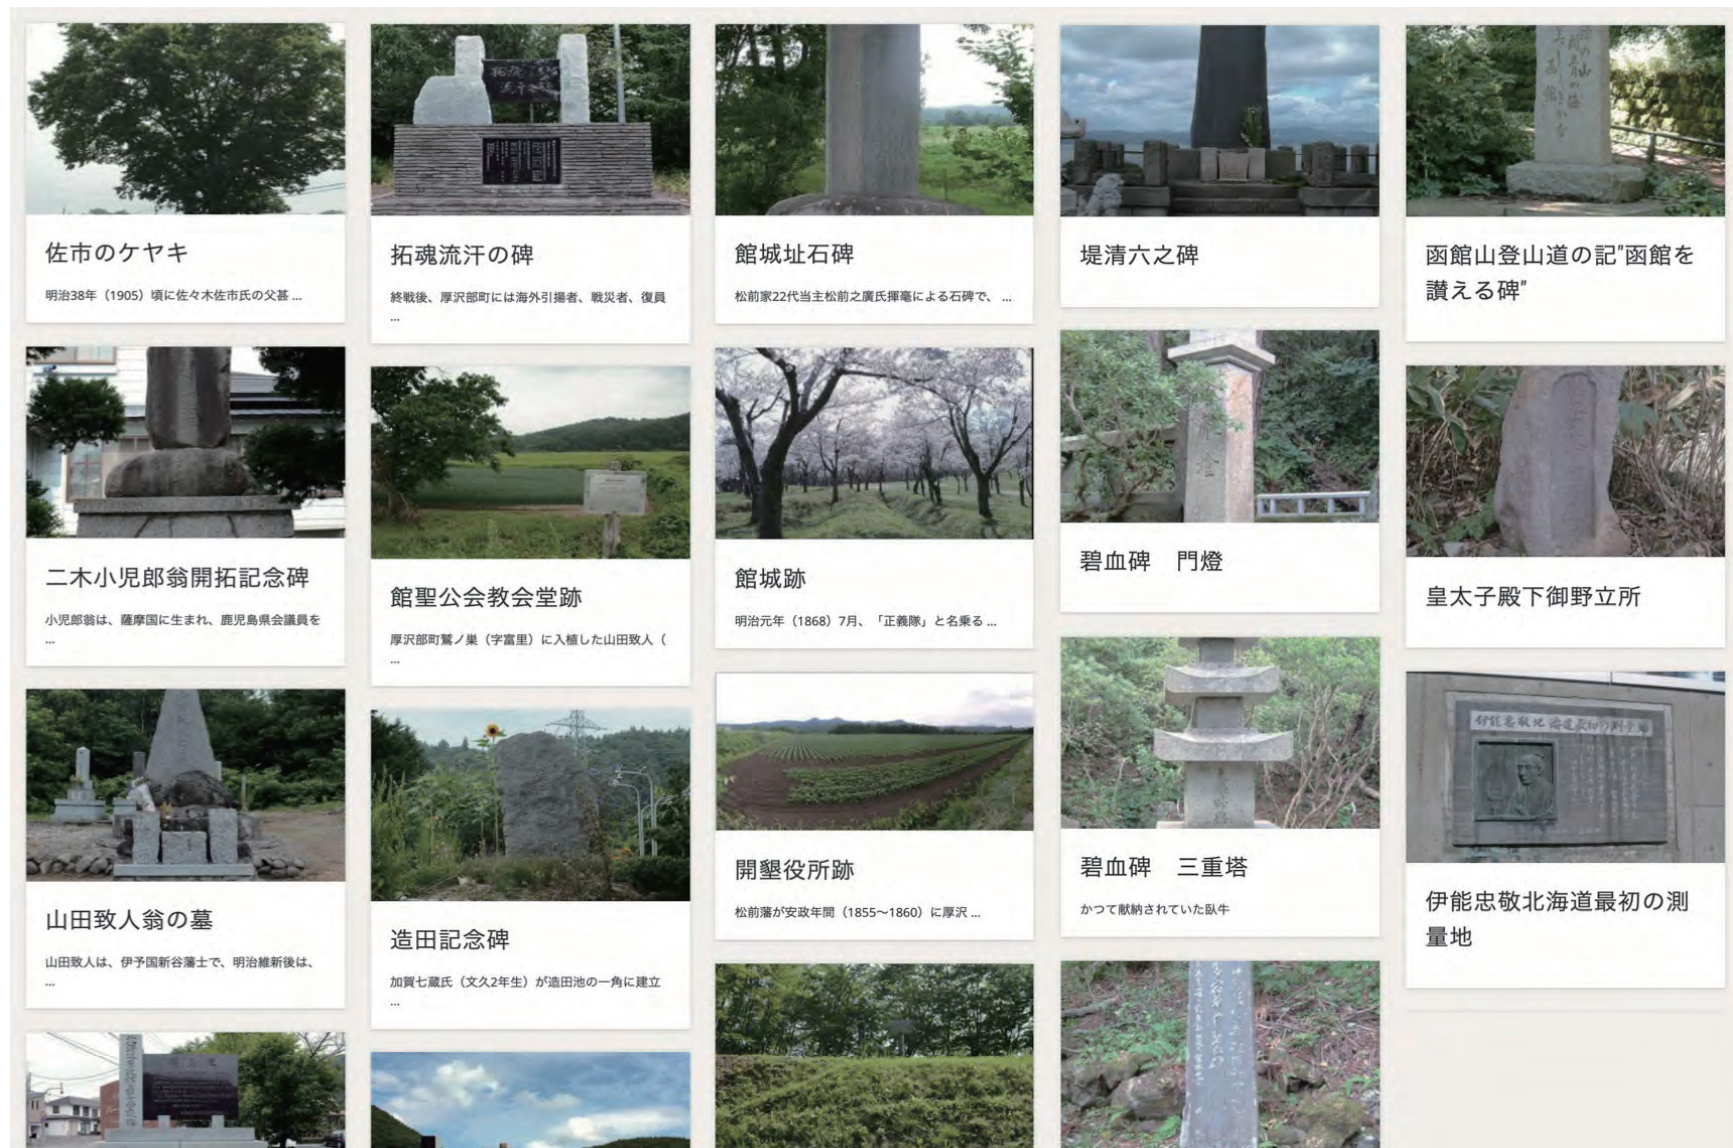 佐市のケヤキ
明治38年（1905）頃に佐々木佐市氏の父甚 ...
二木小児郎翁開拓記念碑
小児郎翁は、薩摩国に生まれ、鹿児島県会議員を
...
山田致人翁の墓
山田致人は、伊予国新谷藩士で、明治維新後は、
...
拓魂流汗の碑
終戦後、厚沢部町には海外引揚者、戦災者、復員
...
館聖公会教会堂跡
厚沢部町鷲ノ巣（字富里）に入植した山田致人（
...
造田記念碑
加賀七蔵氏（文久2年生）が造田池の一角に建立
...
館城址石碑
松前家22代当主松前之廣氏揮毫による石碑で、 ...
館城跡
明治元年（1868）7月、「正義隊」と名乗る ...
開墾役所跡
松前藩が安政年間（1855〜1860）に厚沢 ...
堤清六之碑
碧血碑　門燈
碧血碑　三重塔
かつて献納されていた臥牛
函館山登山道の記"函館を
讃える碑"
皇太子殿下御野立所
伊能忠敬北海道最初の測量地
伊能忠敬北海道最初の測
量地